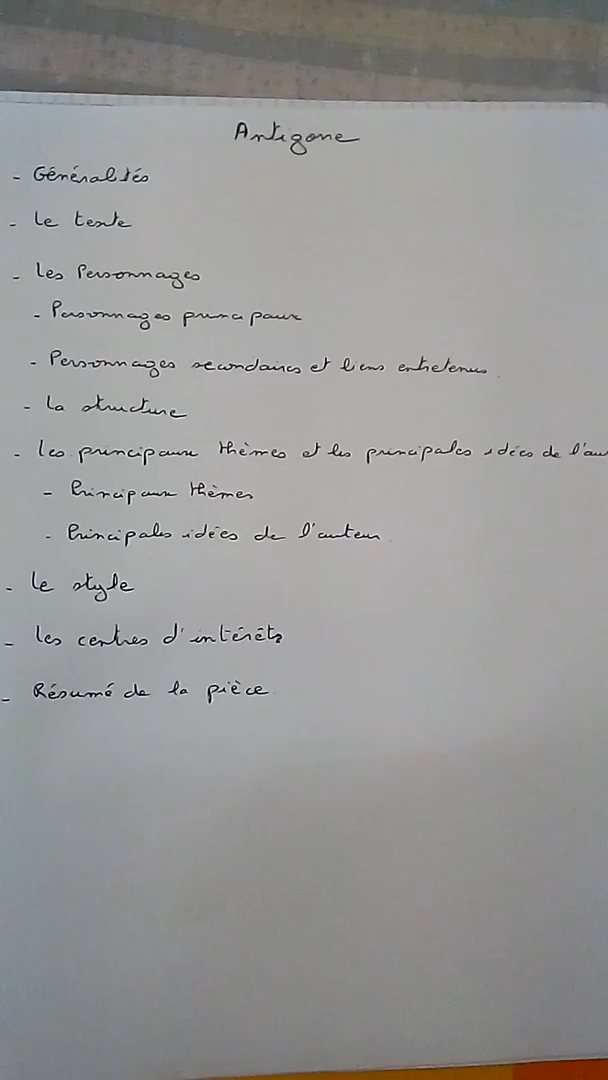 Antigone
- Généralités
- Le texte
- Les Personnages
- Personnages principaux
- Personnages secondaires et liens entretenus.
- La structure
- Les principaux thèmes et les principales idées de l'au
- Principaux thèmes
- Principales idées de l'auteur.
- Le style
- Les centres d'intérêts
- Résumé de la pièce.